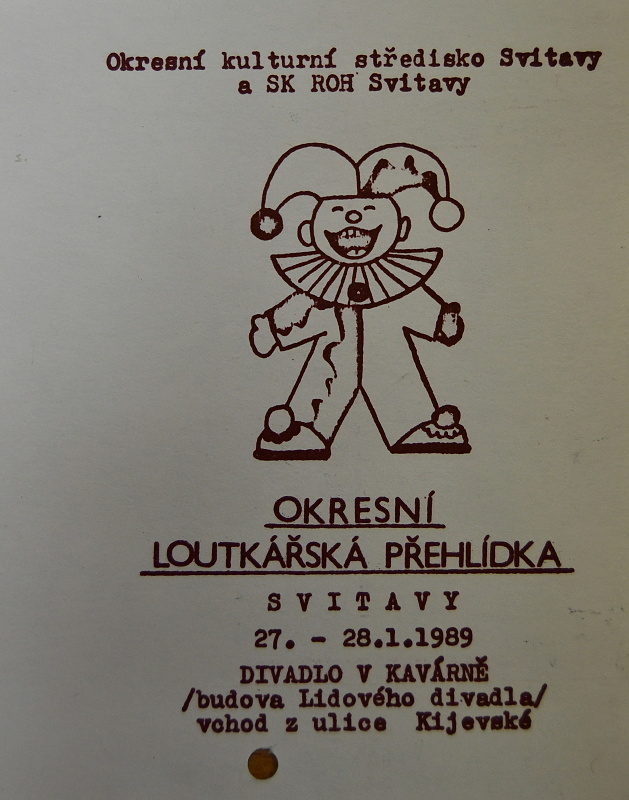 Okresní kulturní středisko Svitavy
a SK ROH Svitavy
OKRESNÍ
LOUTKÁŘSKÁ PŘEHLÍDKA
SVITAVY
27. - 28.1.1989
DIVADLO V KAVÁRNĚ
/budova Lidového divadla/
vchod z ulice Kijevské